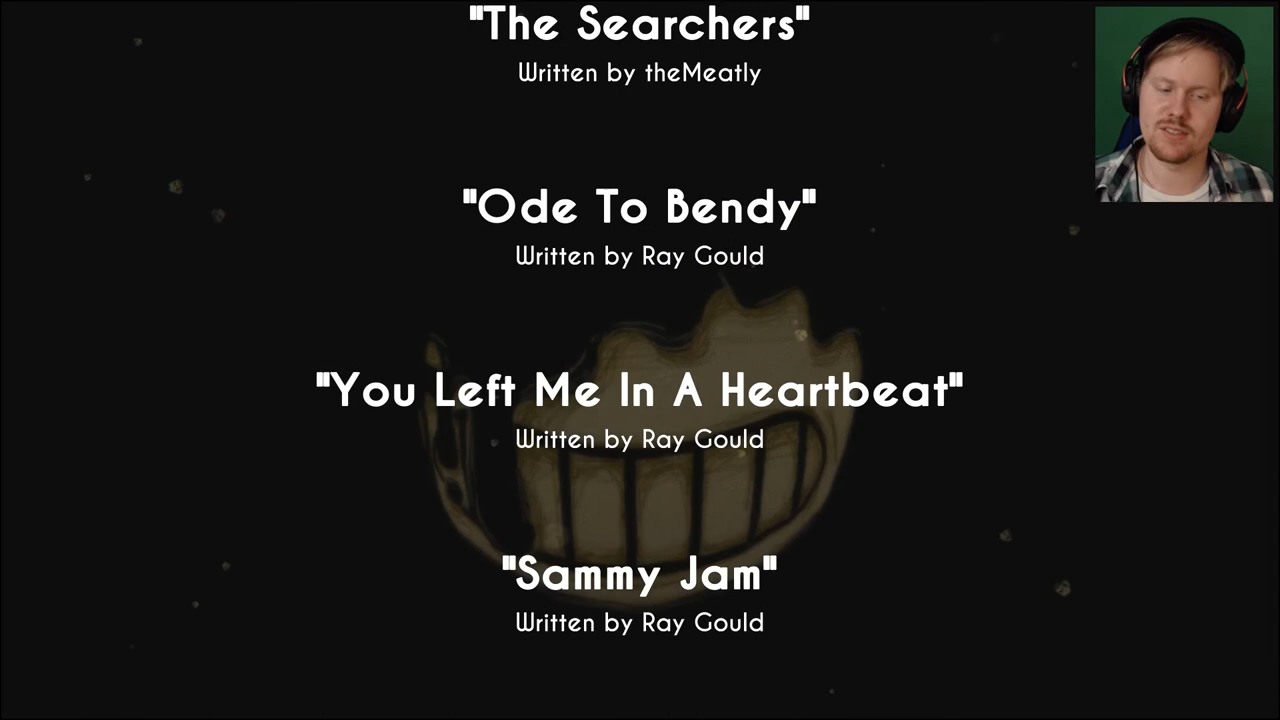 "The Searchers"
Written by theMeatly
"Ode To Bendy"
Written by Ray Gould
"You Left Me In A Heartbeat"
Written by Ray Gould
"Sammy Jam"
Written by Ray Gould